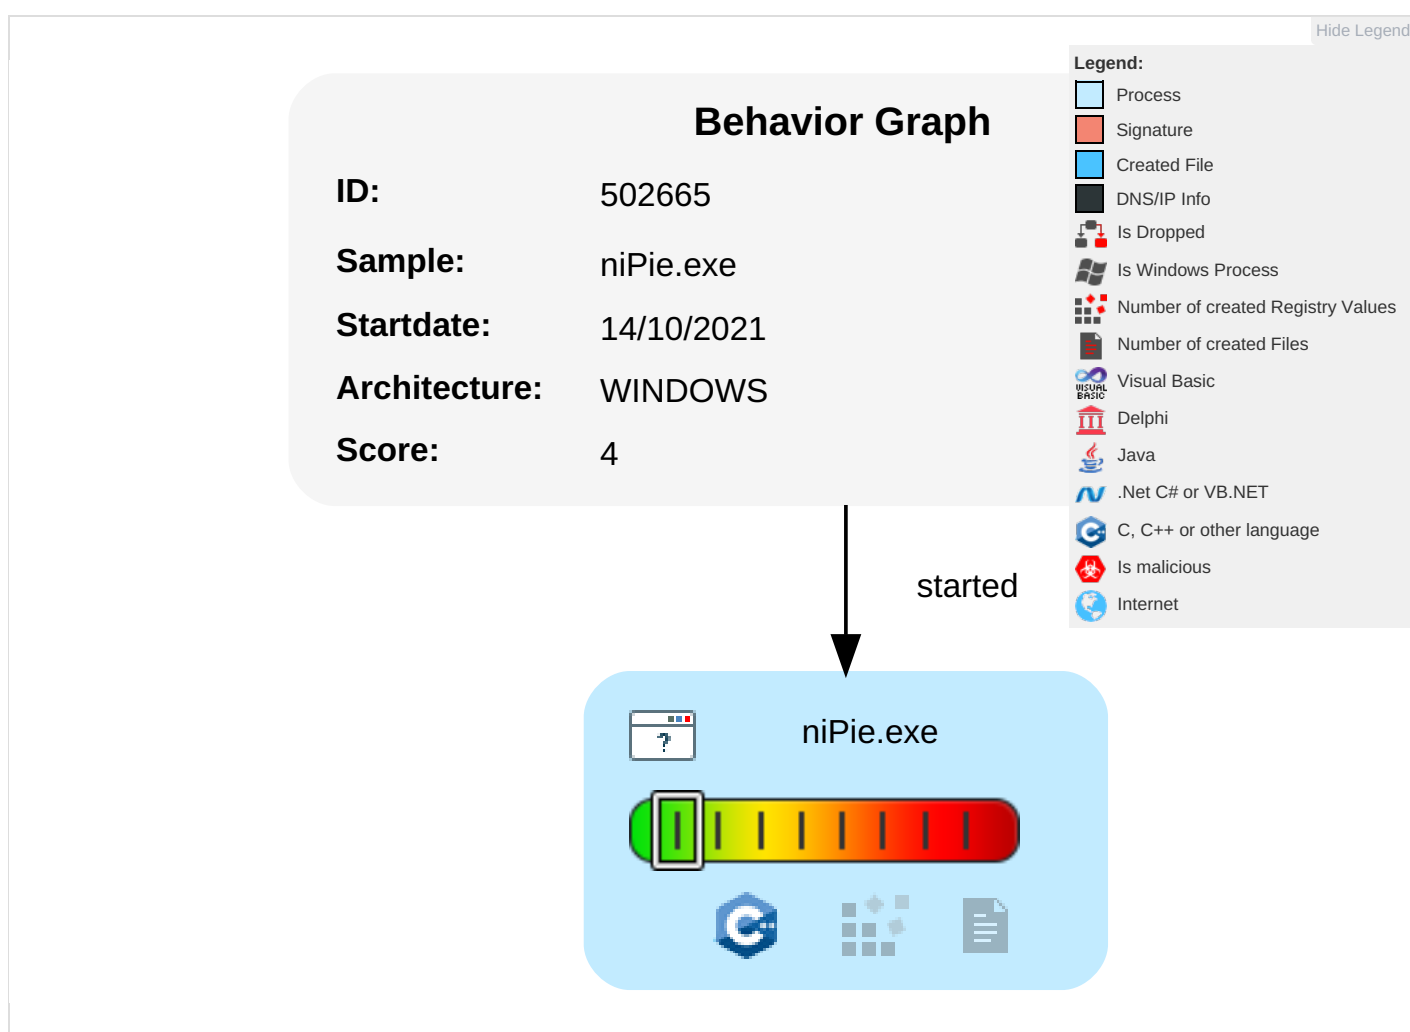 Hide Legend
Legend:
Process
Signature
Created File
DNS/IP Info
Is Dropped
Is Windows Process
Number of created Registry Values
Number of created Files
VISUAL BASIC
Visual Basic
Delphi
Java
.Net C# or VB.NET
C, C++ or other language
Is malicious
Internet
Behavior Graph
ID: 502665
Sample: niPie.exe
Startdate: 14/10/2021
Architecture: WINDOWS
Score: 4
started
niPie.exe
?